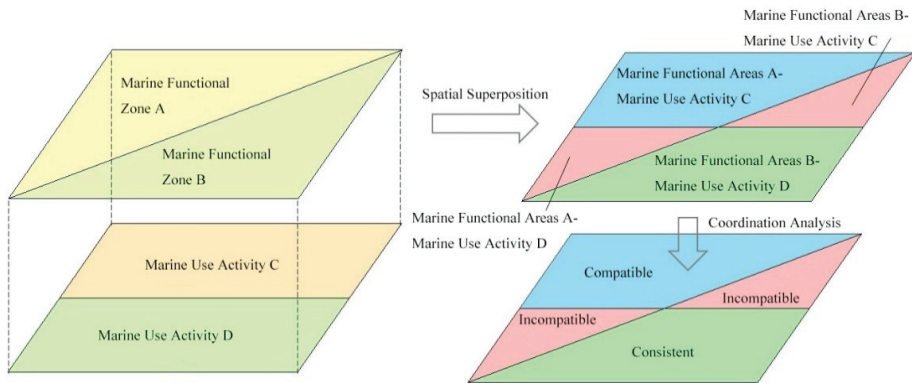 Marine Functional
Zone A
Marine Functional
Zone B
Marine Use Activity C
Marine Use Activity D
Spatial Superposition
Marine Functional Areas B-
Marine Use Activity C
Marine Functional Areas A-
Marine Use Activity C
Marine Functional Areas B-
Marine Use Activity D
Marine Functional Areas A-
Marine Use Activity D
Coordination Analysis
Compatible
Incompatible
Incompatible
Consistent